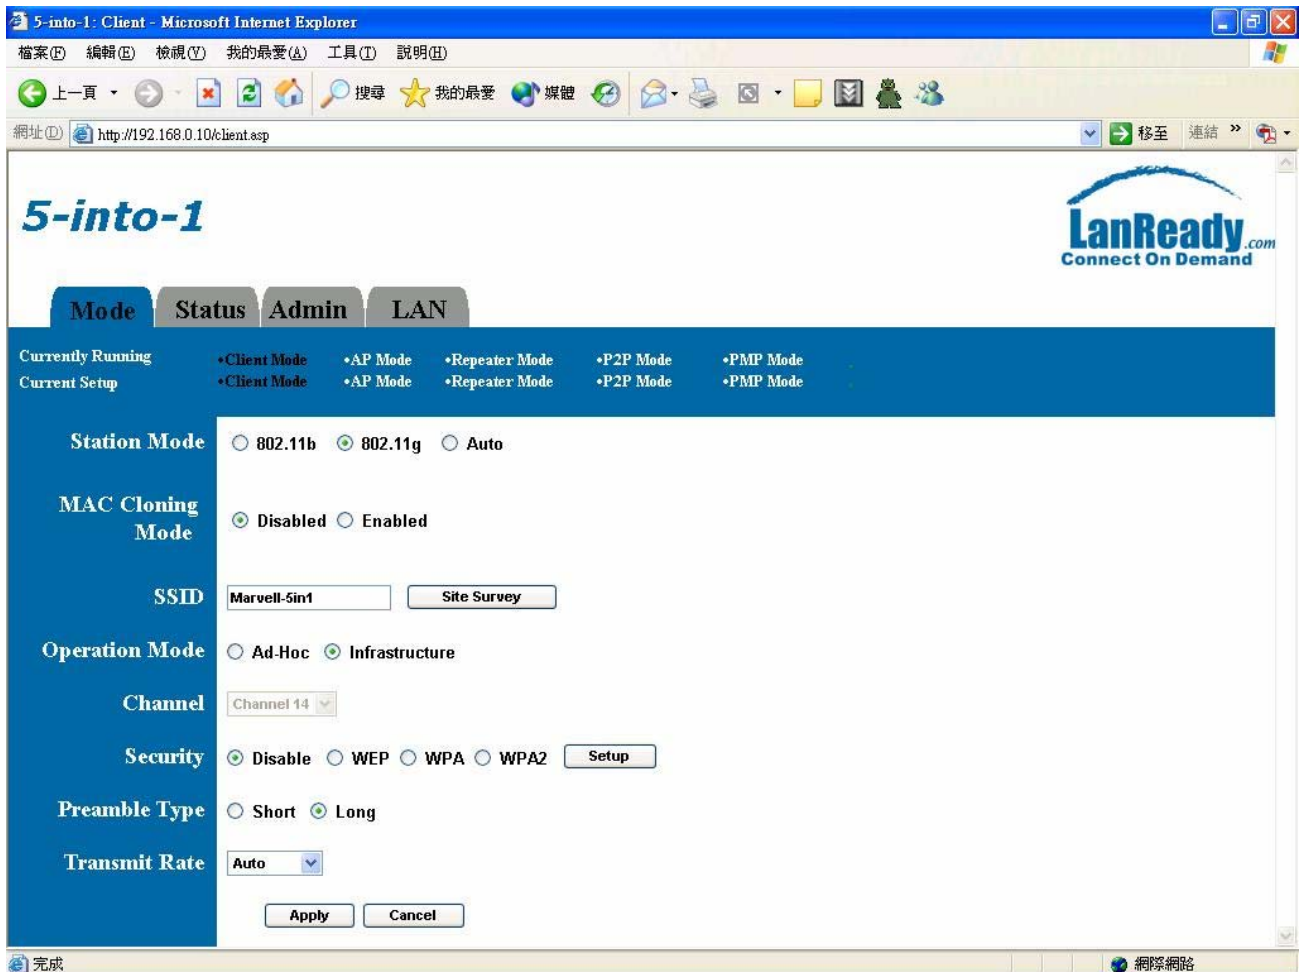 5-into-1: Client - Microsoft Internet Explorer
檔案(F) 編輯(E) 檢視(V) 我的最愛(A) 工具(T) 說明(H)
上一頁 搜尋 我的最愛 媒體
網址(D) http://192.168.0.10/client.asp 移至 連結 »
5-into-1
LanReady.com
Connect On Demand
Mode Status Admin LAN
Currently Running •Client Mode •AP Mode •Repeater Mode •P2P Mode •PMP Mode
Current Setup •Client Mode •AP Mode •Repeater Mode •P2P Mode •PMP Mode
Station Mode 802.11b 802.11g Auto
MAC Cloning
Mode Disabled Enabled
SSID Marvell-5in1 Site Survey
Operation Mode Ad-Hoc Infrastructure
Channel Channel 14
Security Disable WEP WPA WPA2 Setup
Preamble Type Short Long
Transmit Rate Auto
Apply Cancel
完成 網際網路